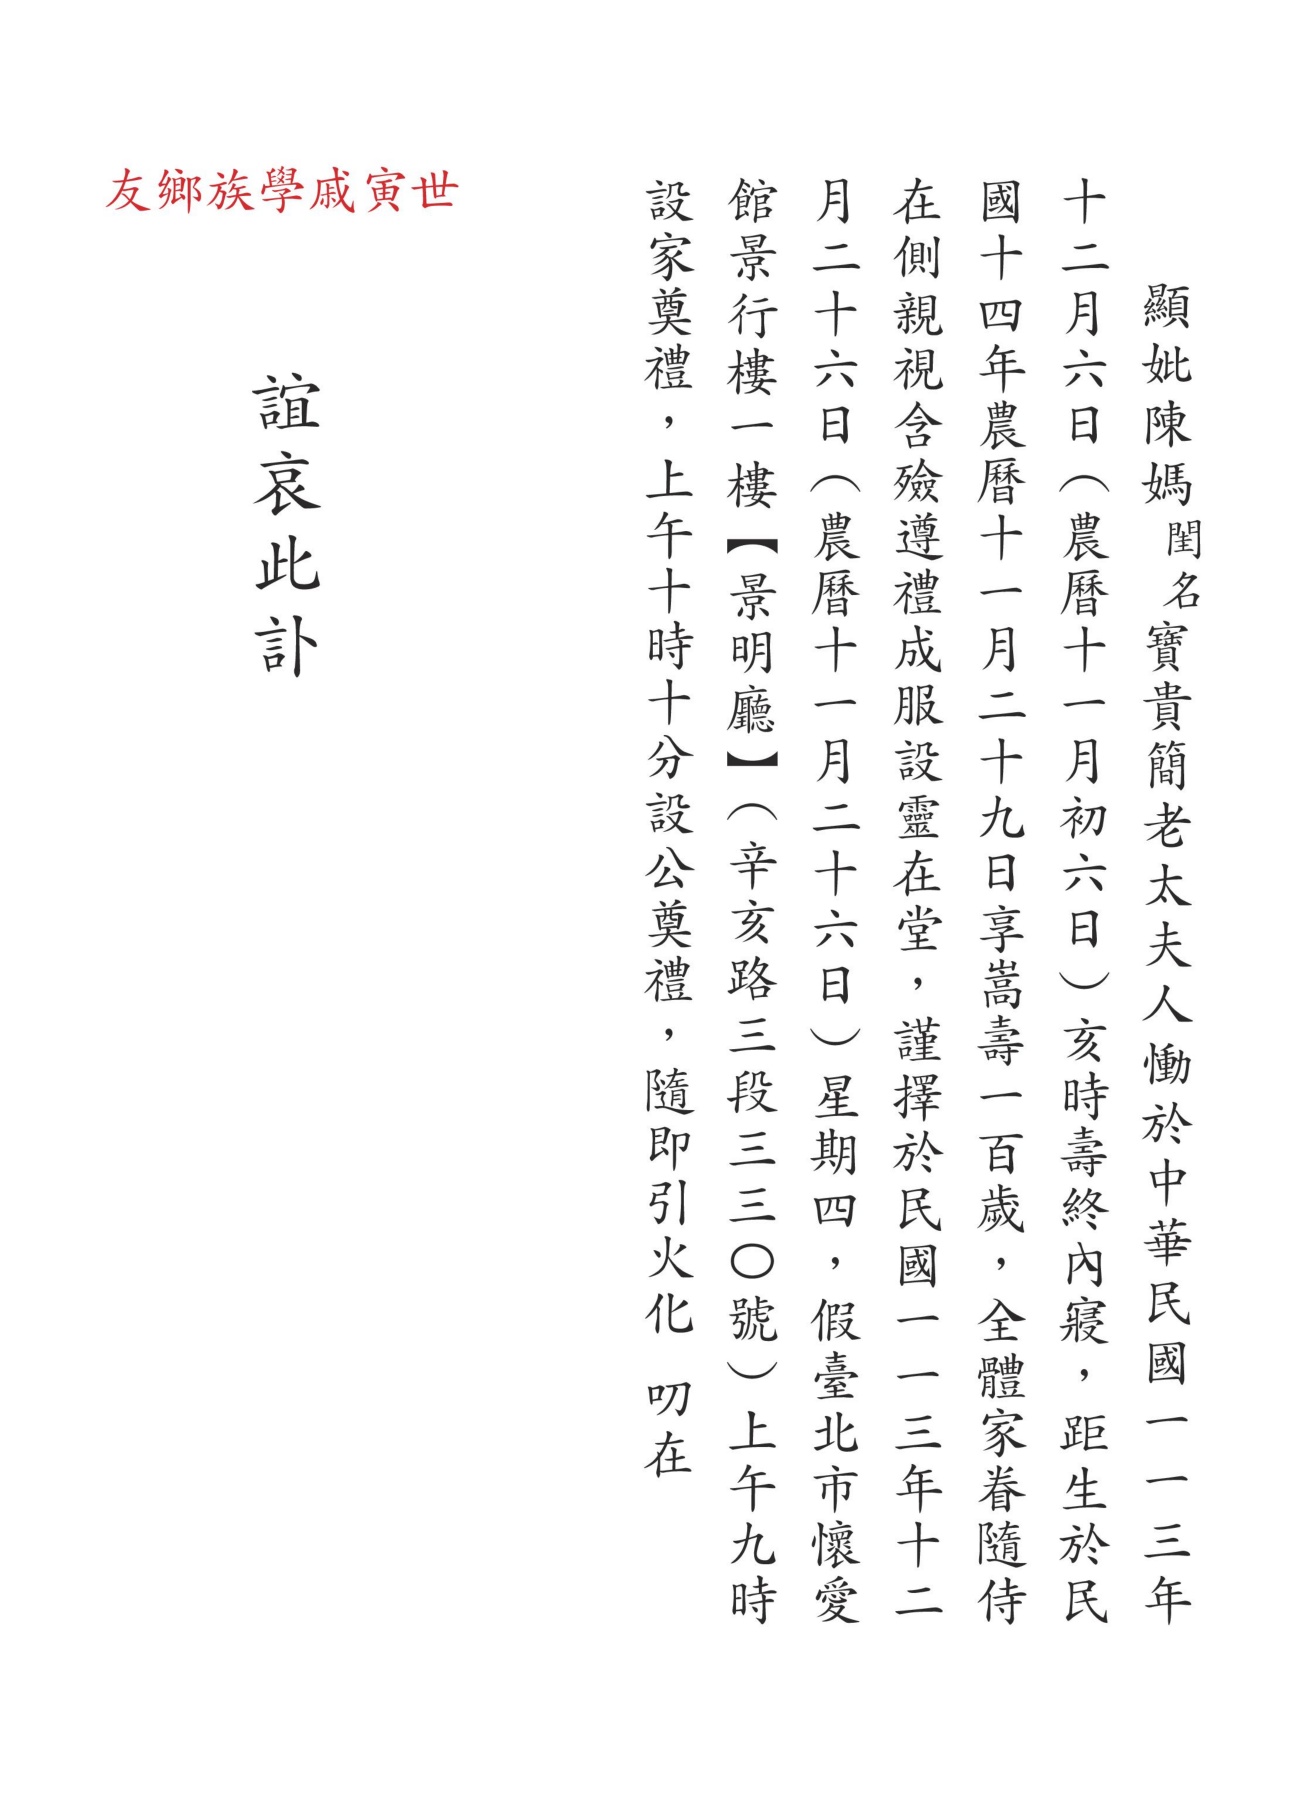 顯妣陳媽閨名寶貴簡老太夫人慟於中華民國一一三年
十二月六日（農曆十一月初六日）亥時壽終內寢，距生於民
國十四年農曆十一月二十九日享嵩壽一百歲，全體家眷隨侍
在側親視含殮遵禮成服設靈在堂，謹擇於民國一一三年十二
月二十六日（農曆十一月二十六日）星期四，假臺北市懷愛
館景行樓一樓【景明廳】（辛亥路三段三三〇號）上午九時
設家奠禮，上午十時十分設公奠禮，隨即引火化 叨在
世寅戚學族鄉友
誼哀此訃